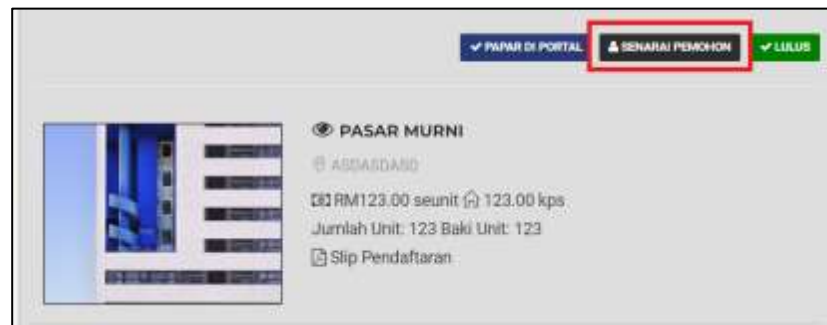 PAPAR DI PORTAL SENARAI PEMOHON LULUS
PASAR MURNI
ASDASDASD
RM123.00 seunit 123.00 kps
Jumlah Unit: 123 Baki Unit: 123
Slip Pendaftaran